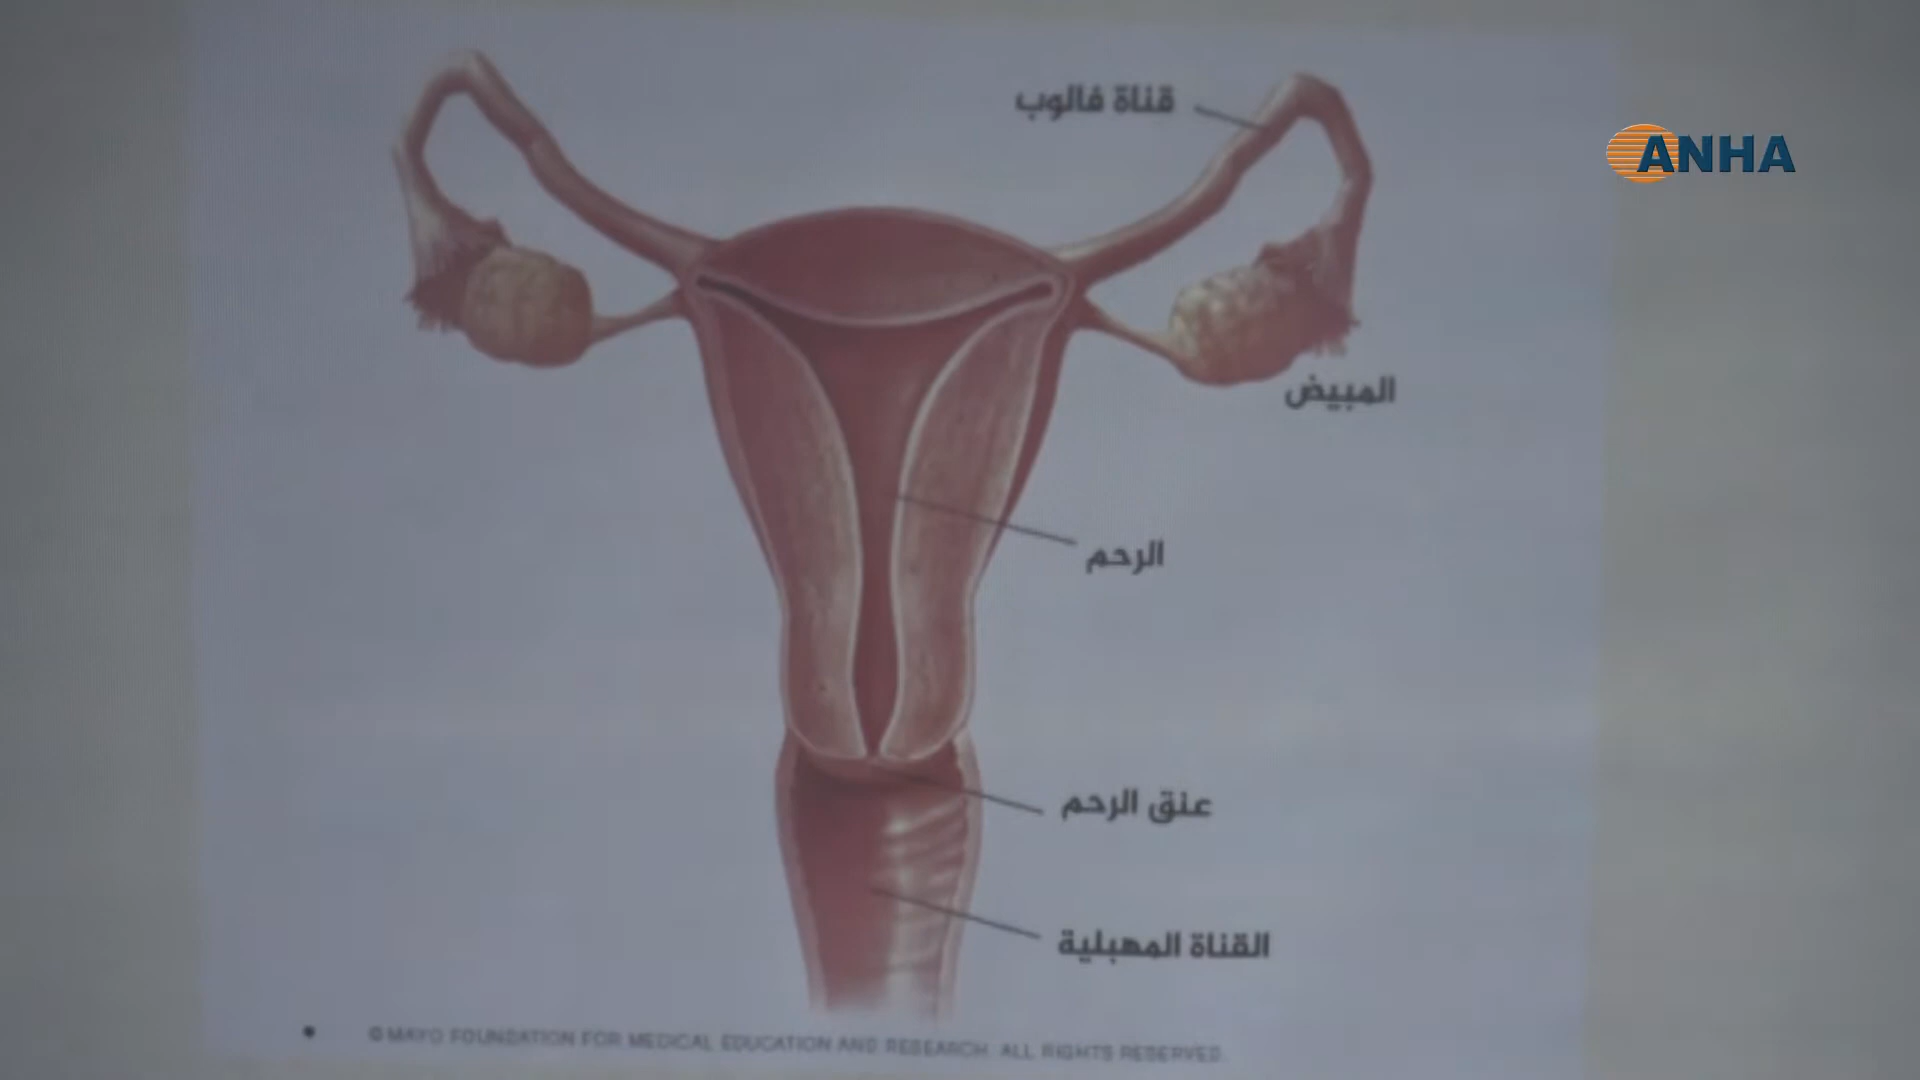 قناة فالوب
ANHA
المبيض
الرحم
عنق الرحم
القناة المهبلية
© MAYO FOUNDATION FOR MEDICAL EDUCATION AND RESEARCH. ALL RIGHTS RESERVED.